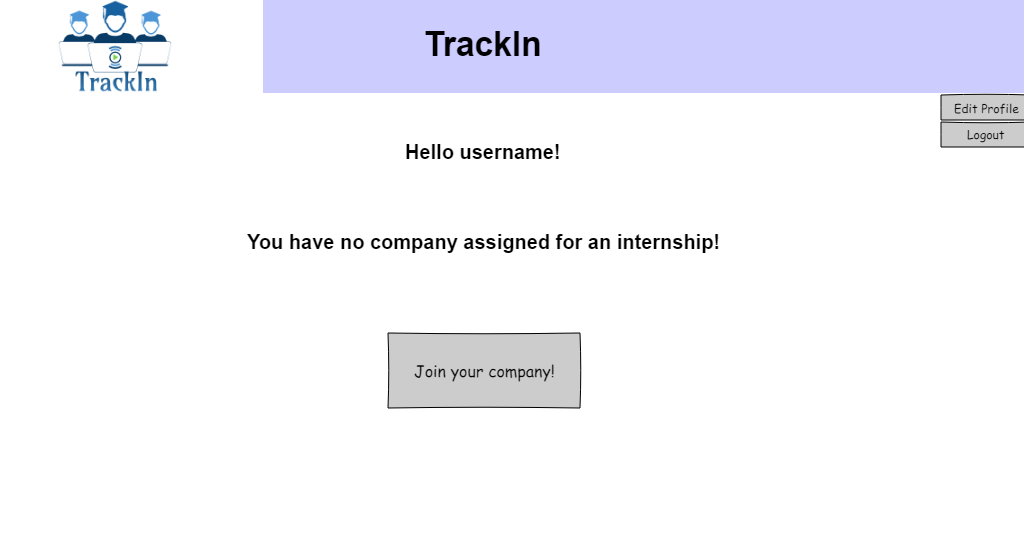 TrackIn
TrackIn
Edit Profile
Logout
Hello username!
You have no company assigned for an internship!
Join your company!